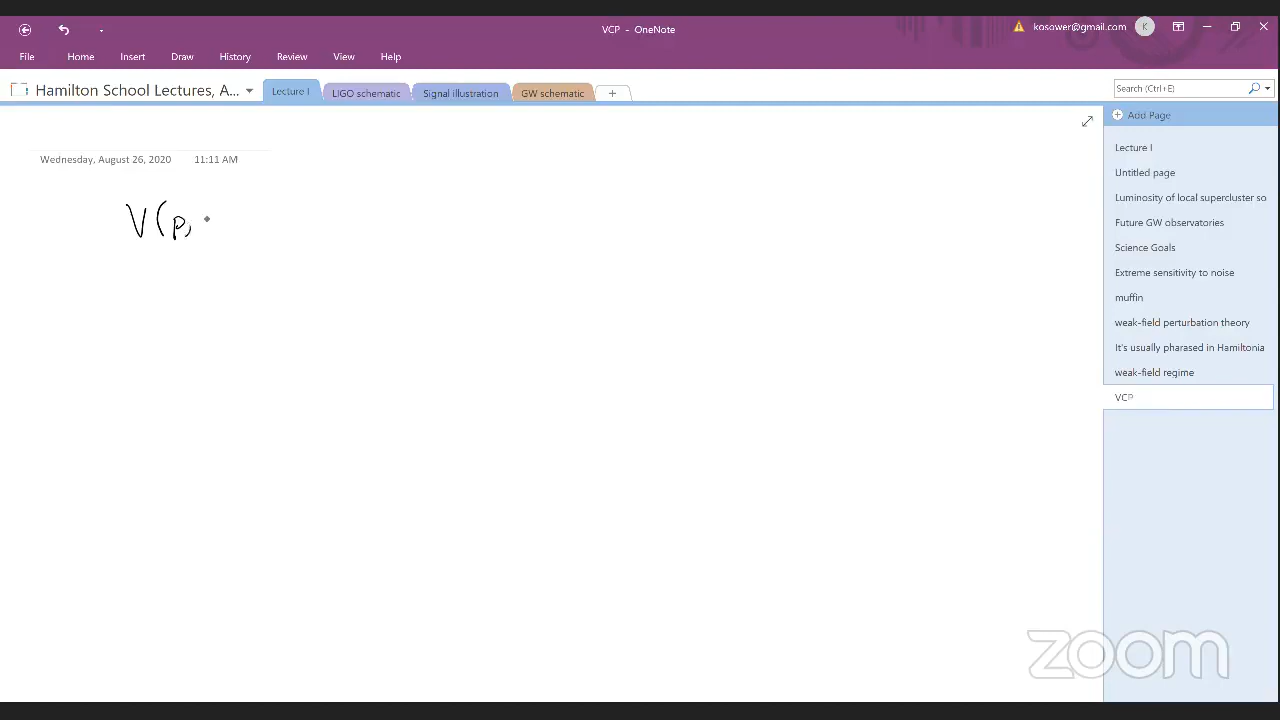 VCP - OneNote
kosower@gmail.com
K
File
Home
Insert
Draw
History
Review
View
Help
Hamilton School Lectures, A...
Lecture I
LIGO schematic
Signal illustration
GW schematic
Search (Ctrl+E)
Add Page
Wednesday, August 26, 2020 11:11 AM
V(p,
Lecture I
Untitled page
Luminosity of local supercluster so
Future GW observatories
Science Goals
Extreme sensitivity to noise
muffin
weak-field perturbation theory
It's usually pharased in Hamiltonia
weak-field regime
VCP
zoom